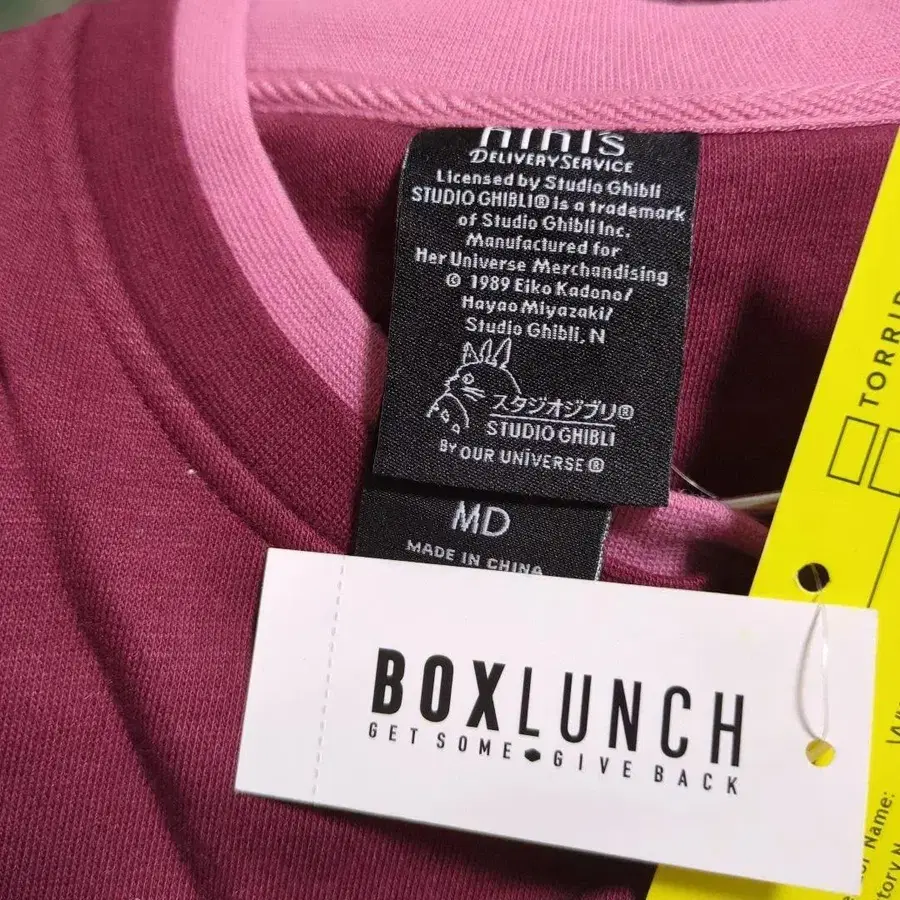 KIKI's
DELIVERY SERVICE
Licensed by Studio Ghibli
STUDIO GHIBLI® is a trademark
of Studio Ghibli Inc.
Manufactured for
Her Universe Merchandising
© 1989 Eiko Kadono/
Hayao Miyazaki/
Studio Ghibli, N
スタジオジブリ®
STUDIO GHIBLI
BY OUR UNIVERSE®
MD
MADE IN CHINA
BOXLUNCH
GET SOME GIVE BACK
TORRID
Name: